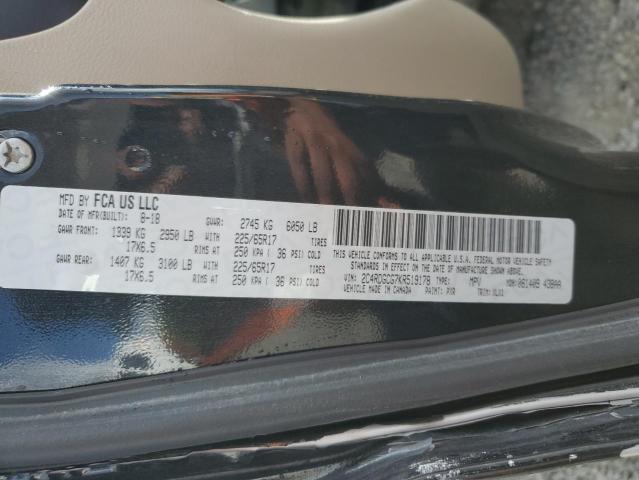 MFD BY FCA US LLC
DATE OF MFR(BUILT): 8-18 GVWR: 2745 KG 6050 LB
GAWR FRONT: 1339 KG 2950 LB WITH 225/65R17 TIRES
17X6.5 RIMS AT 250 KPA ( 36 PSI) COLD
GAWR REAR: 1407 KG 3100 LB WITH 225/65R17 TIRES
17X6.5 RIMS AT 250 KPA ( 36 PSI) COLD
THIS VEHICLE CONFORMS TO ALL APPLICABLE U.S.A. FEDERAL MOTOR VEHICLE SAFETY
STANDARDS IN EFFECT ON THE DATE OF MANUFACTURE SHOWN ABOVE.
VIN: 2C4RDGCG7KR519178 TYPE: MPV MDH: 081409 438AA
MADE IN CANADA PAINT: PXR TRIM: